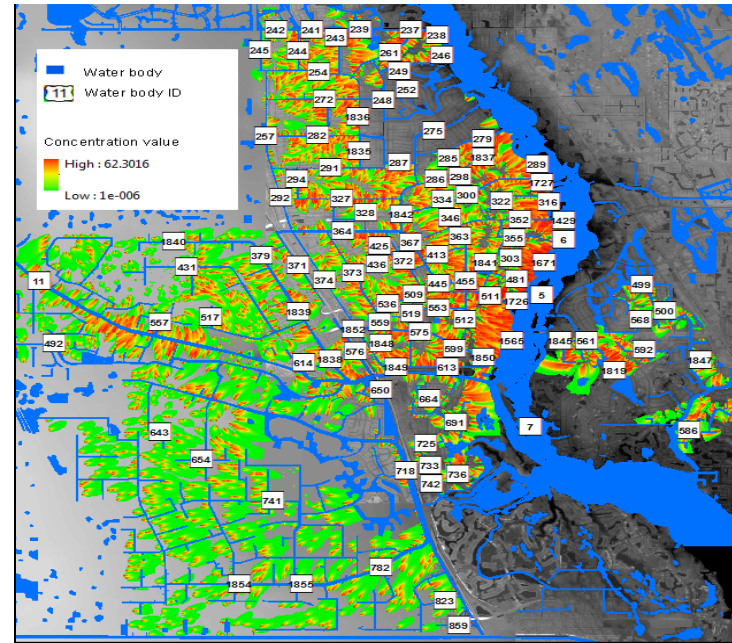 242 241 239 237
243 238
245 244 261 246
254 249
Water body
252
11 Water body ID
272 248
1836
275
257 282 279
Concentration value
1835 285 1837
287 289
High : 62.3016
291
294 286 298 1727
Low : 1e-006
292 327 334 300 322 316
328 1842 346 352 1429
364 363 355 6
1840 425 367
379 413 303
431 371 436 372 1841 1671
373
11 374 445 455 481 499
509 511 5
536 1726 500
1839 553
517 519 512 568
557 1852 559
575
492 1848 1565 1845 561
576 599 592
614 1838 1850 1847
1849 613 1819
650
664
691 7
643 586
725
654 733
718 736
742
741
782
1854 1855
823
859